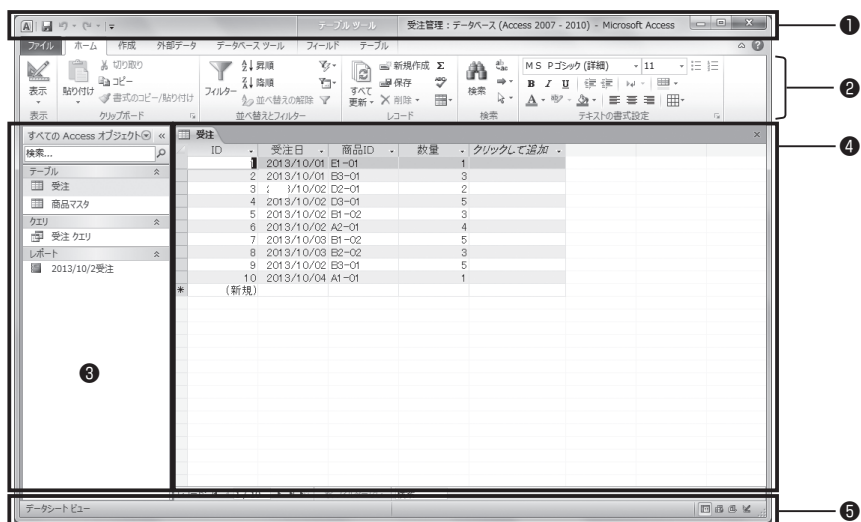 テーブル ツール 受注管理：データベース (Access 2007 - 2010) - Microsoft Access
❶
ファイル ホーム 作成 外部データ データベース ツール フィールド テーブル
表示
貼り付け
切り取り
コピー
書式のコピー/貼り付け
フィルター
昇順
降順
並べ替えの解除
すべて
更新
新規作成
保存
削除
検索
ＭＳ Ｐゴシック (詳細) 11
B I U
表示 クリップボード 並べ替えとフィルター レコード 検索 テキストの書式設定
❷
すべての Access オブジェクト
検索...
テーブル
受注
商品マスタ
クエリ
受注 クエリ
レポート
2013/10/2受注
❸
受注
❹
ID 受注日 商品ID 数量 クリックして追加
1 2013/10/01 E1-01 1
2 2013/10/01 B3-01 3
3 3/10/02 D2-01 2
4 2013/10/02 D3-01 5
5 2013/10/02 B1-02 3
6 2013/10/02 A2-01 4
7 2013/10/03 B1-02 5
8 2013/10/03 B2-02 3
9 2013/10/02 B3-01 5
10 2013/10/04 A1-01 1
* (新規)
データシート ビュー
❺